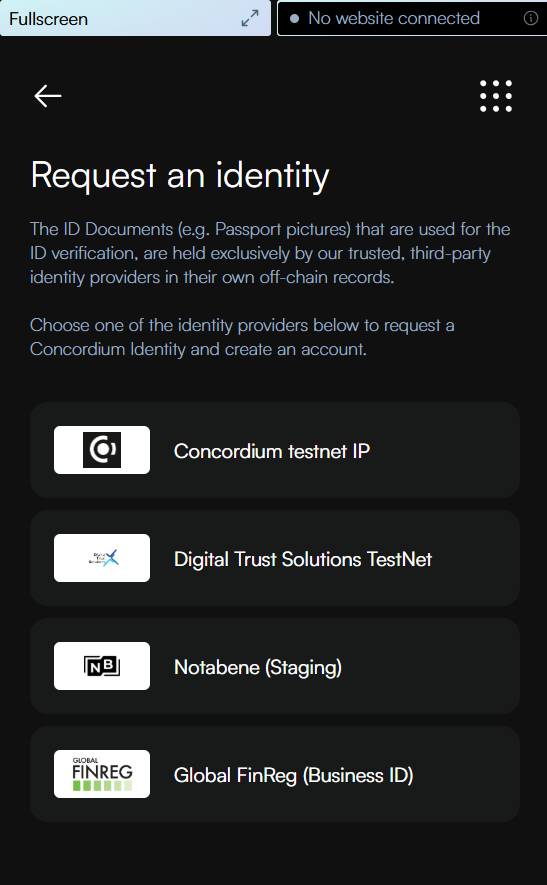 Fullscreen
No website connected
Request an identity
The ID Documents (e.g. Passport pictures) that are used for the
ID verification, are held exclusively by our trusted, third-party
identity providers in their own off-chain records.
Choose one of the identity providers below to request a
Concordium Identity and create an account.
Concordium testnet IP
Digital
Trust
Solutions
Digital Trust Solutions TestNet
NB
Notabene (Staging)
GLOBAL
FINREG
Global FinReg (Business ID)